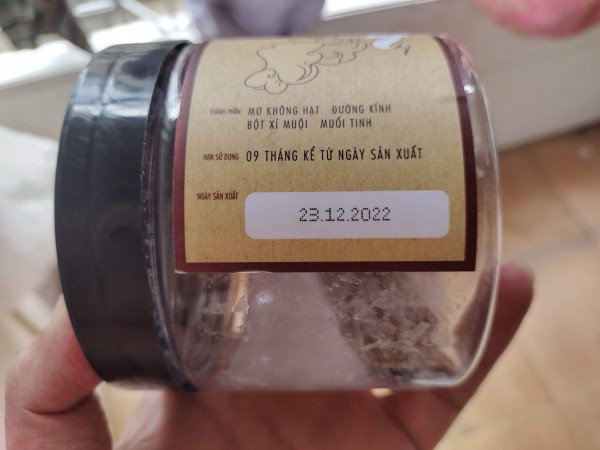 THÀNH PHẦN MƠ KHÔNG HẠT ĐƯỜNG KÍNH
BỘT XÍ MUỘI MUỐI TINH
HẠN SỬ DỤNG 09 THÁNG KỂ TỪ NGÀY SẢN XUẤT
NGÀY SẢN XUẤT
23.12.2022